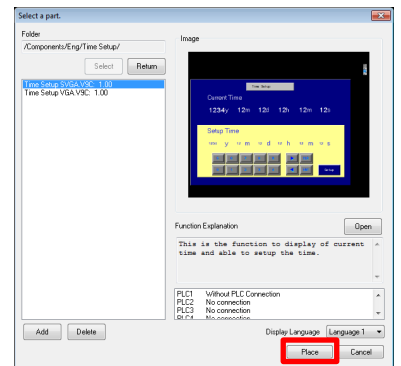 Select a part.
Folder
/Components/Eng/Time Setup/
Select
Return
Time Setup SVGA.V9C: 1.00
Time Setup VGA.V9C: 1.00
Image
Time Setup
Current Time
1234y 12m 12d 12h 12m 12s
Setup Time
y m d h m s
Setup
Function Explanation
Open
This is the function to display of current
time and able to setup the time.
PLC1 Without PLC Connection
PLC2 No connection
PLC3 No connection
PLC4 No connection
Add
Delete
Display Language
Language 1
Place
Cancel